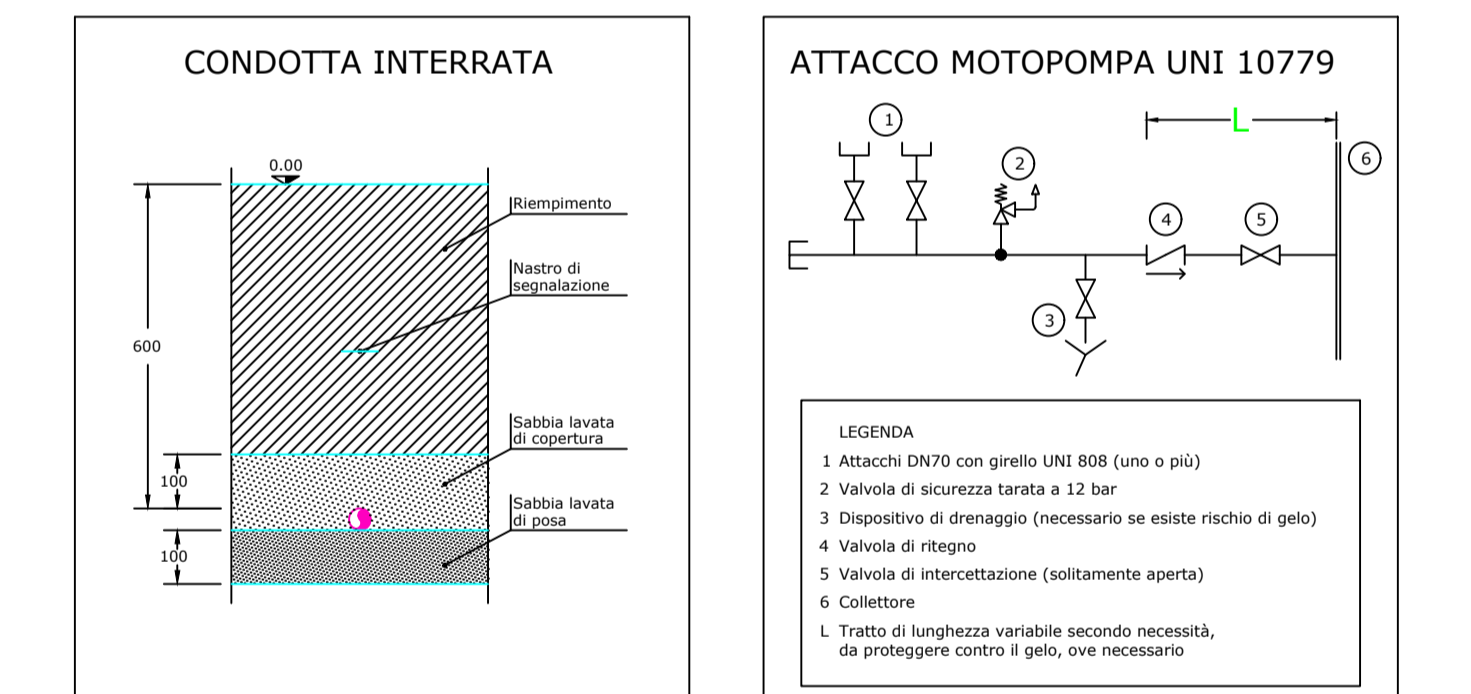 CONDOTTA INTERRATA
0.00
Riempimento
Nastro di
segnalazione
600
Sabbia lavata
di copertura
100
Sabbia lavata
di posa
100
ATTACCO MOTOPOMPA UNI 10779
1
L
2
6
4
5
3
LEGENDA
1 Attacchi DN70 con girello UNI 808 (uno o più)
2 Valvola di sicurezza tarata a 12 bar
3 Dispositivo di drenaggio (necessario se esiste rischio di gelo)
4 Valvola di ritegno
5 Valvola di intercettazione (solitamente aperta)
6 Collettore
L Tratto di lunghezza variabile secondo necessità,
da proteggere contro il gelo, ove necessario